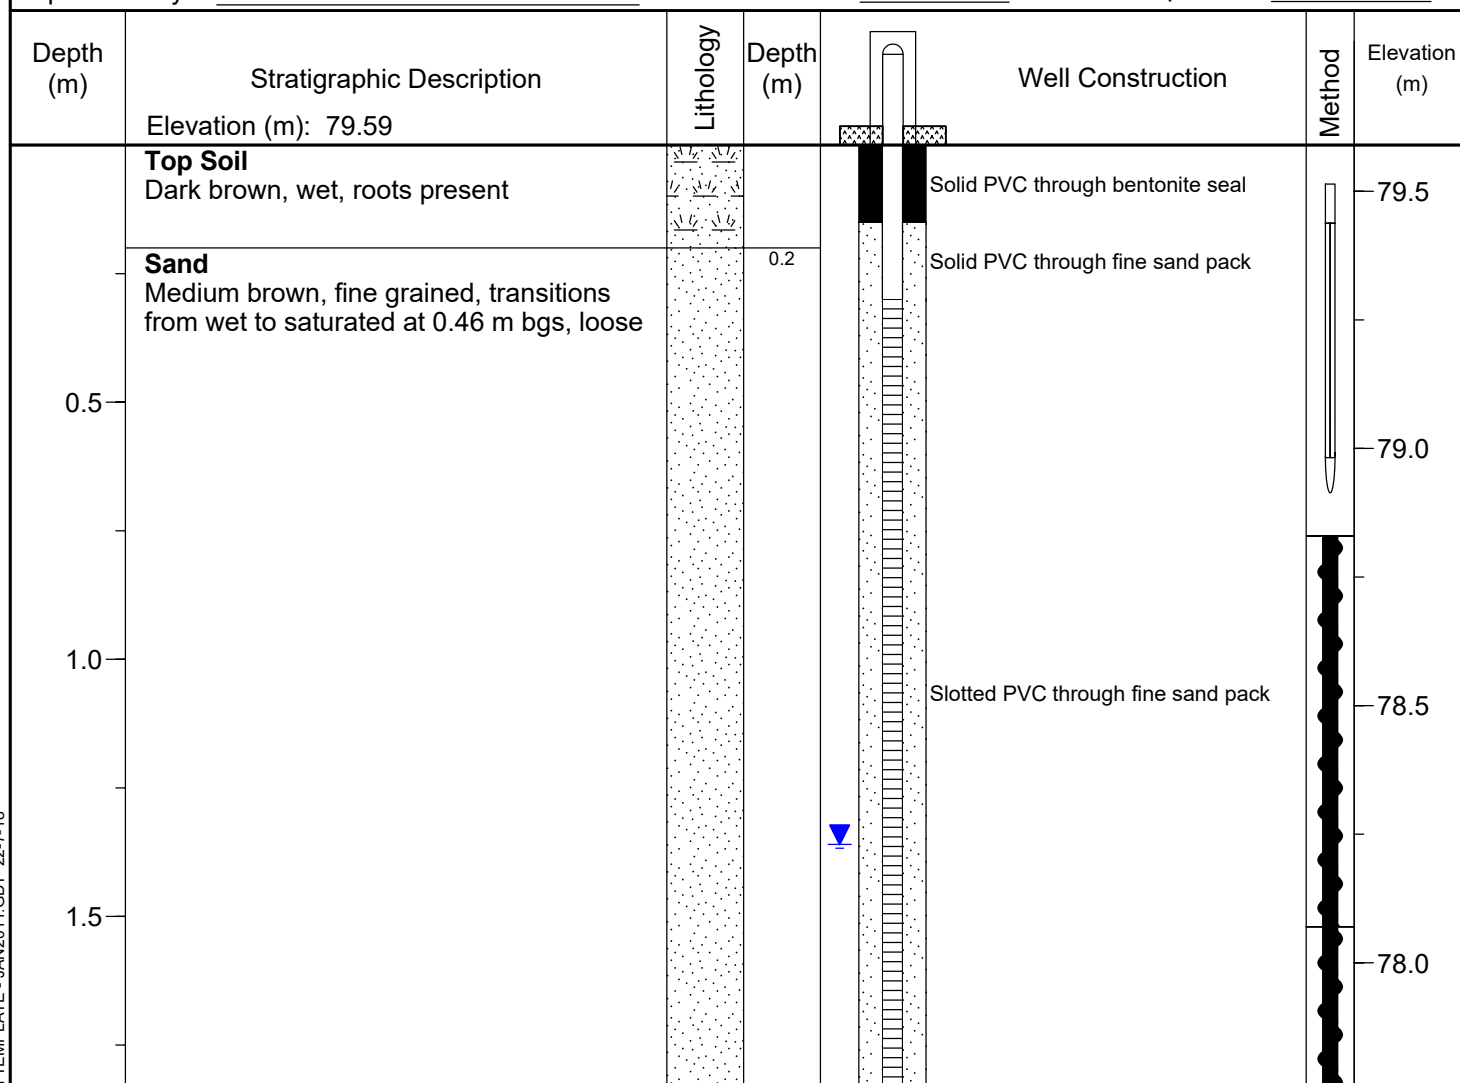 Depth
(m)
Stratigraphic Description
Elevation (m): 79.59
Lithology
Depth
(m)
Well Construction
Method
Elevation
(m)
Top Soil
Dark brown, wet, roots present
Solid PVC through bentonite seal
79.5
Sand
0.2
Solid PVC through fine sand pack
Medium brown, fine grained, transitions
from wet to saturated at 0.46 m bgs, loose
0.5
79.0
1.0
Slotted PVC through fine sand pack
78.5
1.5
78.0